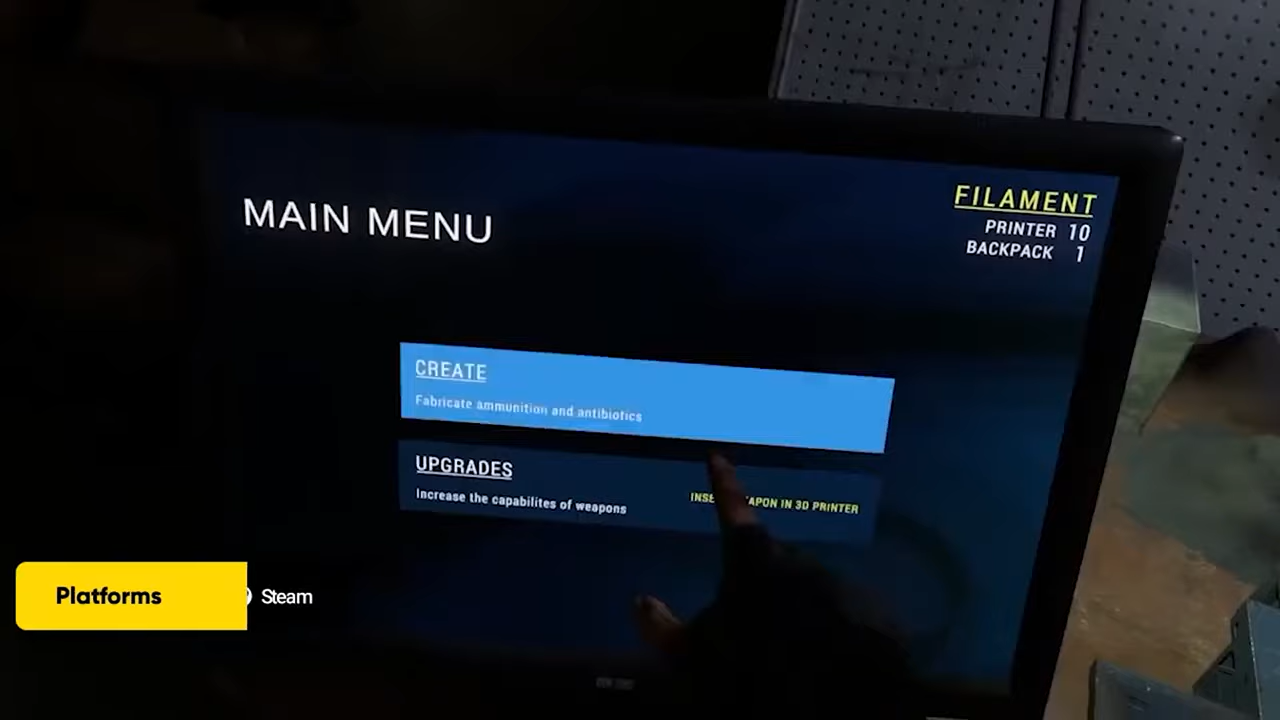 MAIN MENU
FILAMENT
PRINTER 10
BACKPACK 1
CREATE
Fabricate ammunition and antibiotics
UPGRADES
Increase the capabilites of weapons
IN 3D PRINTER
Platforms
Steam